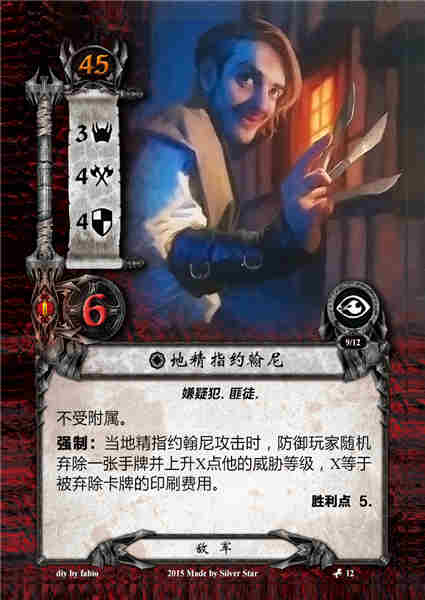 45
3
4
4
6
9/12
地精指约翰尼
嫌疑犯. 匪徒.
不受附属。
强制：当地精指约翰尼攻击时，防御玩家随机
弃除一张手牌并上升X点他的威胁等级，X等于
被弃除卡牌的印刷费用。
胜利点 5.
敌 军
diy by fabio
2015 Made by Silver Star
12